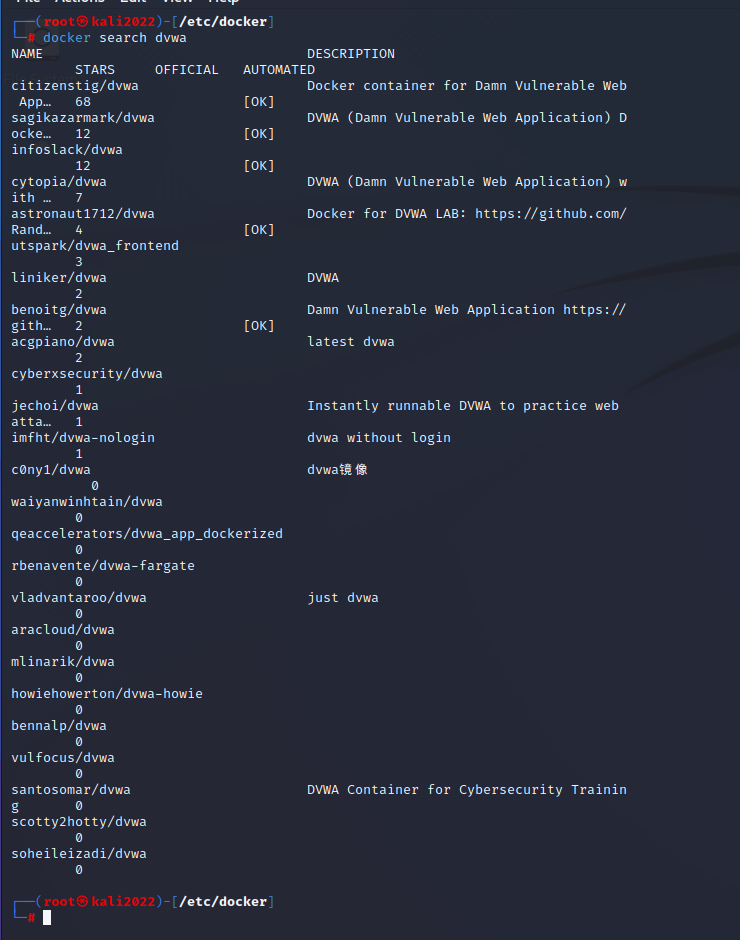 File Actions Edit View Help
┌──(root㉿kali2022)-[/etc/docker]
└─# docker search dvwa
NAME                                 DESCRIPTION
        STARS     OFFICIAL   AUTOMATED
citizenstig/dvwa                     Docker container for Damn Vulnerable Web
 App…   68                   [OK]
sagikazarmark/dvwa                   DVWA (Damn Vulnerable Web Application) D
ocke…   12                   [OK]
infoslack/dvwa
        12                   [OK]
cytopia/dvwa                         DVWA (Damn Vulnerable Web Application) w
ith …   7
astronaut1712/dvwa                   Docker for DVWA LAB: https://github.com/
Rand…   4                    [OK]
utspark/dvwa_frontend
        3
liniker/dvwa                         DVWA
        2
benoitg/dvwa                         Damn Vulnerable Web Application https://
gith…   2                    [OK]
acgpiano/dvwa                        latest dvwa
        2
cyberxsecurity/dvwa
        1
jechoi/dvwa                          Instantly runnable DVWA to practice web
atta…   1
imfht/dvwa-nologin                   dvwa without login
        1
c0ny1/dvwa                           dvwa镜像
          0
waiyanwinhtain/dvwa
        0
qeaccelerators/dvwa_app_dockerized
        0
rbenavente/dvwa-fargate
        0
vladvantaroo/dvwa                    just dvwa
        0
aracloud/dvwa
        0
mlinarik/dvwa
        0
howiehowerton/dvwa-howie
        0
bennalp/dvwa
        0
vulfocus/dvwa
        0
santosomar/dvwa                      DVWA Container for Cybersecurity Trainin
g       0
scotty2hotty/dvwa
        0
soheileizadi/dvwa
        0
┌──(root㉿kali2022)-[/etc/docker]
└─#